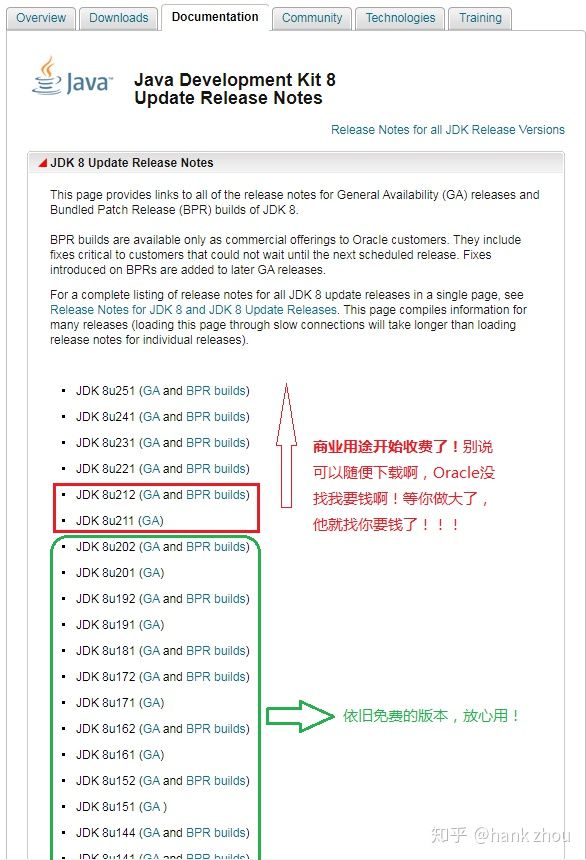 Overview
Downloads
Documentation
Community
Technologies
Training
Java™
Java Development Kit 8
Update Release Notes
Release Notes for all JDK Release Versions
JDK 8 Update Release Notes
This page provides links to all of the release notes for General Availability (GA) releases and
Bundled Patch Release (BPR) builds of JDK 8.
BPR builds are available only as commercial offerings to Oracle customers. They include
fixes critical to customers that could not wait until the next scheduled release. Fixes
introduced on BPRs are added to later GA releases.
For a complete listing of release notes for all JDK 8 update releases in a single page, see
Release Notes for JDK 8 and JDK 8 Update Releases. This page compiles information for
many releases (loading this page through slow connections will take longer than loading
release notes for individual releases).
JDK 8u251 (GA and BPR builds)
JDK 8u241 (GA and BPR builds)
JDK 8u231 (GA and BPR builds)
JDK 8u221 (GA and BPR builds)
JDK 8u212 (GA and BPR builds)
JDK 8u211 (GA)
商业用途开始收费了！别说
可以随便下载啊，Oracle没
找我要钱啊！等你做大了，
他就找你要钱了！！！
JDK 8u202 (GA and BPR builds)
JDK 8u201 (GA)
JDK 8u192 (GA and BPR builds)
JDK 8u191 (GA)
JDK 8u181 (GA and BPR builds)
JDK 8u172 (GA and BPR builds)
JDK 8u171 (GA)
JDK 8u162 (GA and BPR builds)
JDK 8u161 (GA)
JDK 8u152 (GA and BPR builds)
JDK 8u151 (GA )
JDK 8u144 (GA and BPR builds)
JDK 8u141 (GA and BPR builds)
依旧免费的版本，放心用！
知乎 @hank zhou